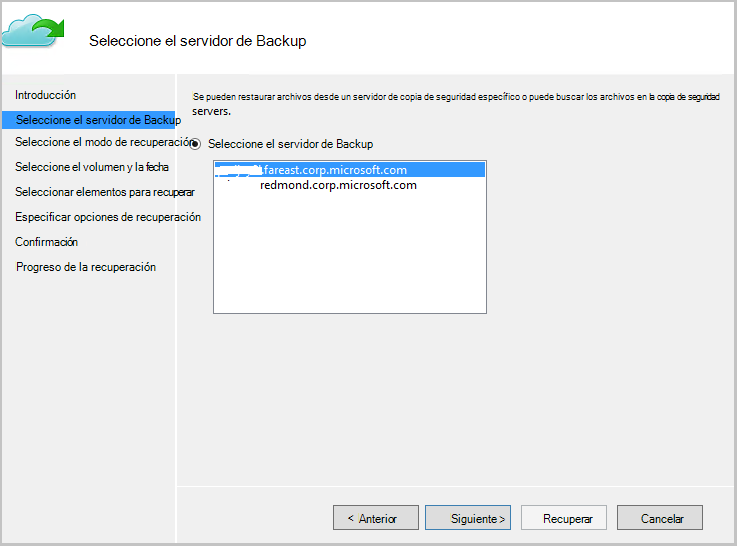 Seleccione el servidor de Backup
Introducción
Seleccione el servidor de Backup
Seleccione el modo de recuperación
Seleccione el volumen y la fecha
Seleccionar elementos para recuperar
Especificar opciones de recuperación
Confirmación
Progreso de la recuperación
Se pueden restaurar archivos desde un servidor de copia de seguridad específico o puede buscar los archivos en la copia de seguridad
servers.
Seleccione el servidor de Backup
.fareast.corp.microsoft.com
redmond.corp.microsoft.com
< Anterior
Siguiente >
Recuperar
Cancelar